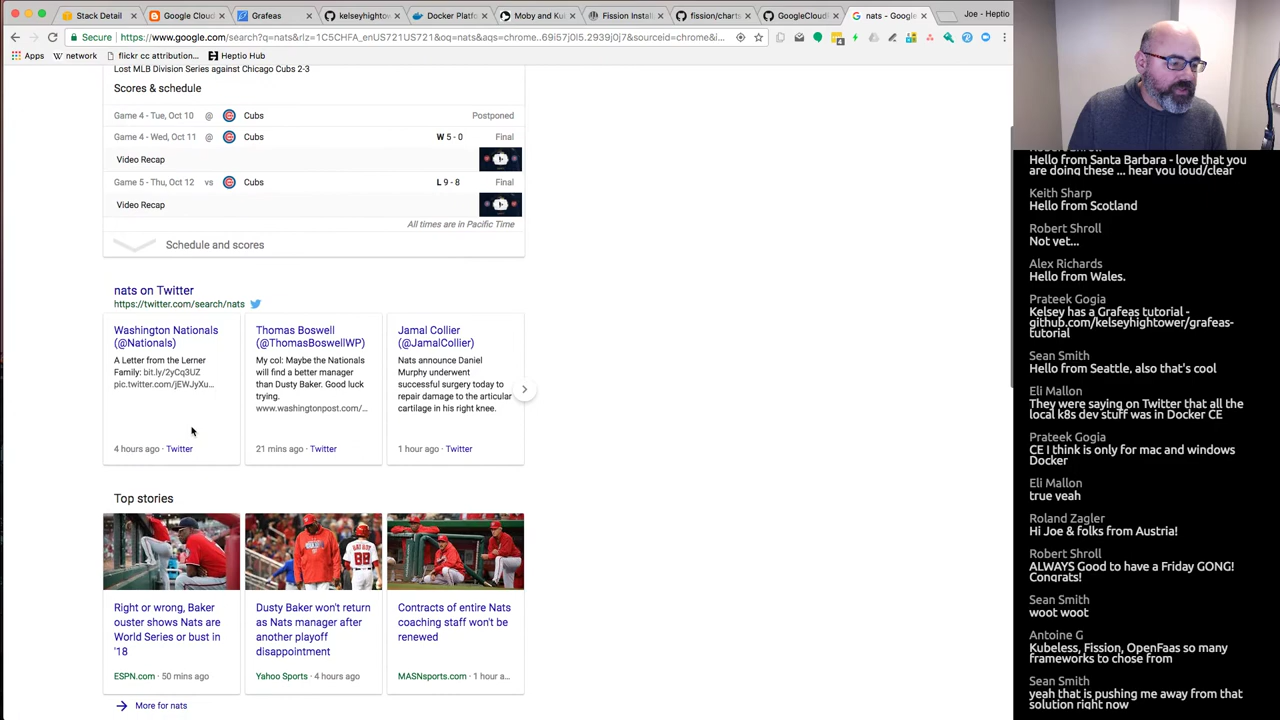 Stack Detail
Google Cloud
Grafeas
kelseyhightow
Docker Platfo
Moby and Ku
Fission Install
fission/charts
GoogleCloudP
nats - Google
Joe - Heptio
Secure
https://www.google.com/search?q=nats&rlz=1C5CHFA_enUS721US721&oq=nats&aqs=chrome..69i57j0l5.2939j0j7&sourceid=chrome&i...
Apps
network
flickr cc attribution...
Heptio Hub
Lost MLB Division Series against Chicago Cubs 2-3
Scores & schedule
Game 4 - Tue, Oct 10 @ Cubs Postponed
Game 4 - Wed, Oct 11 @ Cubs W 5 - 0 Final
Video Recap
Game 5 - Thu, Oct 12 vs Cubs L 9 - 8 Final
Video Recap
All times are in Pacific Time
Schedule and scores
nats on Twitter
https://twitter.com/search/nats
Washington Nationals
(@Nationals)
A Letter from the Lerner
Family: bit.ly/2yCq3UZ
pic.twitter.com/jEWJyXu...
4 hours ago · Twitter
Thomas Boswell
(@ThomasBoswellWP)
My col: Maybe the Nationals
will find a better manager
than Dusty Baker. Good luck
trying.
www.washingtonpost.com/...
21 mins ago · Twitter
Jamal Collier
(@JamalCollier)
Nats announce Daniel
Murphy underwent
successful surgery today to
repair damage to the articular
cartilage in his right knee.
1 hour ago · Twitter
Top stories
88
Right or wrong, Baker
ouster shows Nats are
World Series or bust in
'18
ESPN.com · 50 mins ago
Dusty Baker won't return
as Nats manager after
another playoff
disappointment
Yahoo Sports · 4 hours ago
Contracts of entire Nats
coaching staff won't be
renewed
MASNsports.com · 1 hour a...
More for nats
Hello from Santa Barbara - love that you
are doing these ... hear you loud/clear
Keith Sharp
Hello from Scotland
Robert Shroll
Not yet...
Alex Richards
Hello from Wales.
Prateek Gogia
Kelsey has a Grafeas tutorial -
github.com/kelseyhightower/grafeas-
tutorial
Sean Smith
Hello from Seattle, also that's cool
Eli Mallon
They were saying on Twitter that all the
local k8s dev stuff was in Docker CE
Prateek Gogia
CE I think is only for mac and windows
Docker
Eli Mallon
true yeah
Roland Zagler
Hi Joe & folks from Austria!
Robert Shroll
ALWAYS Good to have a Friday GONG!
Congrats!
Sean Smith
woot woot
Antoine G
Kubeless, Fission, OpenFaas so many
frameworks to chose from
Sean Smith
yeah that is pushing me away from that
solution right now